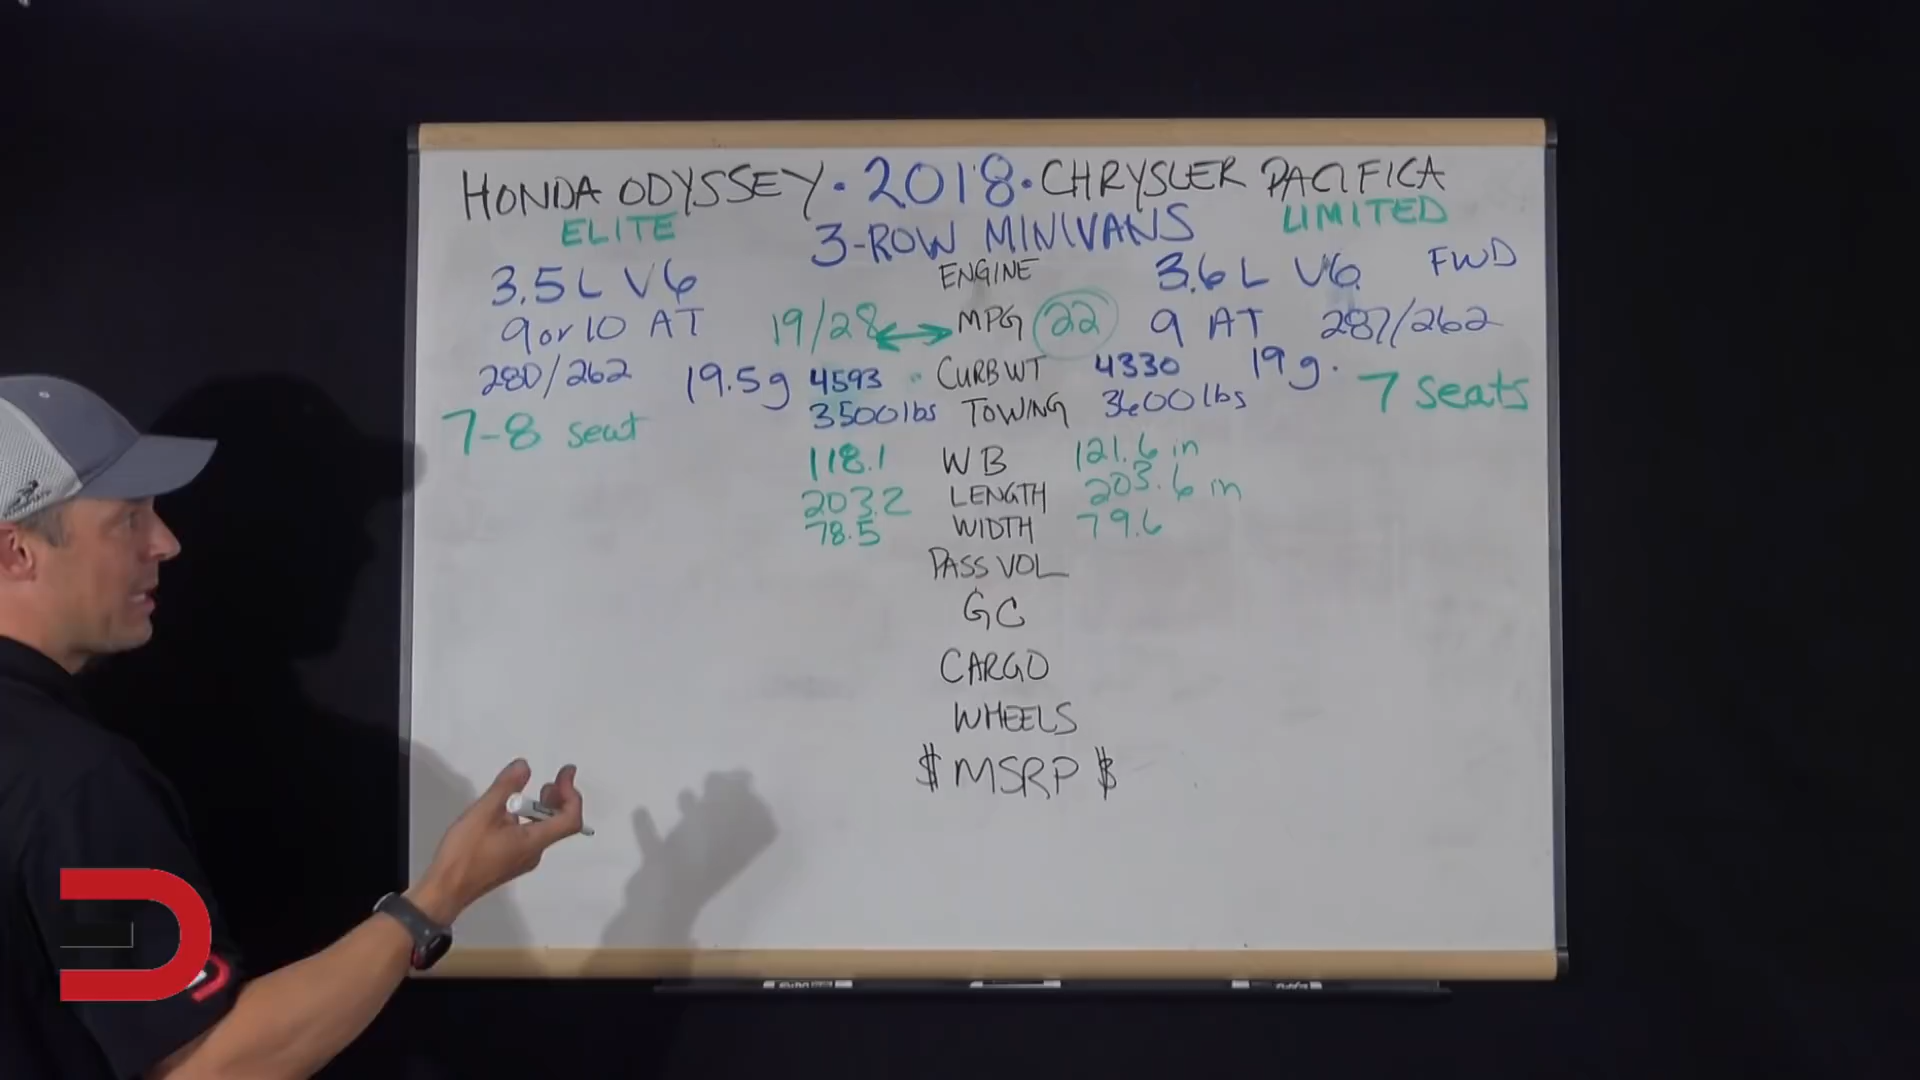 HONDA ODYSSEY · 2018 · CHRYSLER PACIFICA
ELITE 3-ROW MINIVANS LIMITED
3.5L V6 ENGINE 3.6L V6 FWD
9 or 10 AT 19/28 MPG 22 9 AT 287/262
280/262 19.5g 4593 CURB WT 4330 19g.
7-8 seat 3500lbs TOWING 3600lbs 7 seats
118.1 WB 121.6 in
203.2 LENGTH 203.6 in
78.5 WIDTH 79.6
PASS VOL
GC
CARGO
WHEELS
$ MSRP $